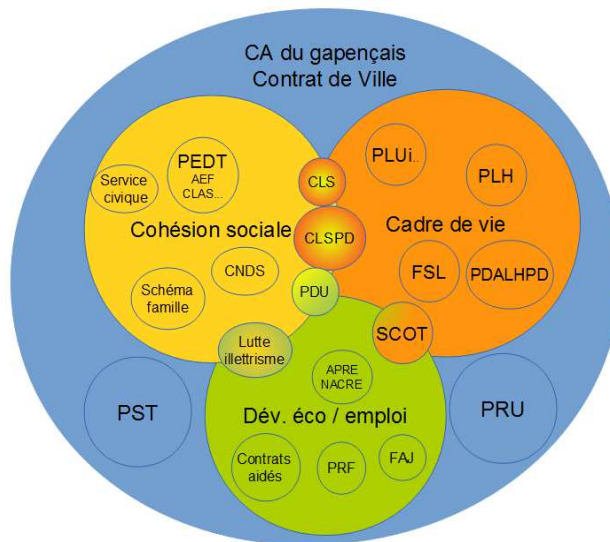 CA du gapençais
Contrat de Ville
PEDT
AEF
CLAS...
Service
civique
CLS
PLUi..
PLH
Cohésion sociale
CLSPD
Cadre de vie
CNDS
Schéma
famille
PDU
FSL
PDALHPD
Lutte
illettrisme
SCOT
APRE
NACRE
PST
PRU
Dév. éco / emploi
Contrats
aidés
PRF
FAJ